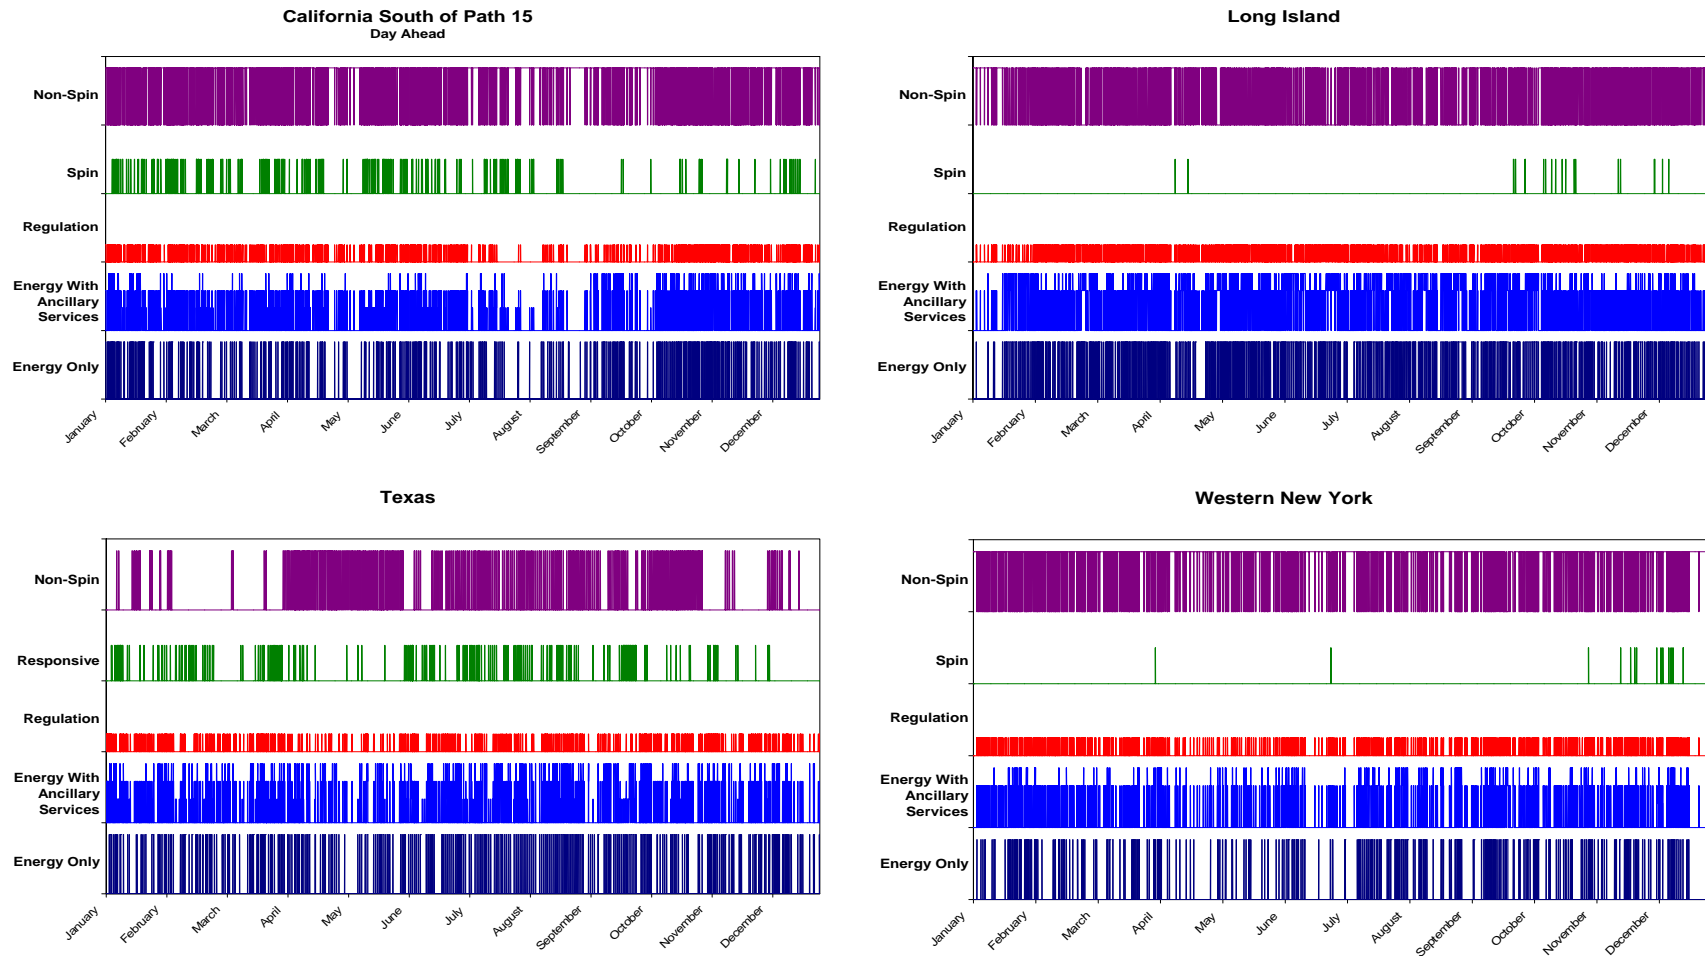 California South of Path 15
Day Ahead
Non-Spin
Spin
Regulation
Energy With
Ancillary
Services
Energy Only
January
February
March
April
May
June
July
August
September
October
November
December
Long Island
Non-Spin
Spin
Regulation
Energy With
Ancillary
Services
Energy Only
January
February
March
April
May
June
July
August
September
October
November
December
Texas
Non-Spin
Responsive
Regulation
Energy With
Ancillary
Services
Energy Only
January
February
March
April
May
June
July
August
September
October
November
December
Western New York
Non-Spin
Spin
Regulation
Energy With
Ancillary
Services
Energy Only
January
February
March
April
May
June
July
August
September
October
November
December